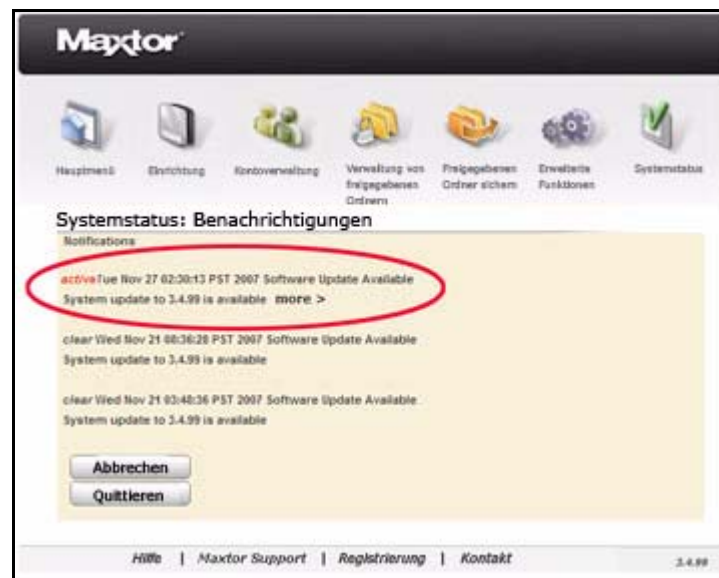 Maxtor
Hauptmenü
Einrichtung
Kontoverwaltung
Verwaltung von
freigegebenen
Ordnern
Freigegebenen
Ordner sichern
Erweiterte
Funktionen
Systemstatus
Systemstatus: Benachrichtigungen
Notifications
active Tue Nov 27 02:30:13 PST 2007 Software Update Available
System update to 3.4.99 is available more >
clear Wed Nov 21 08:36:28 PST 2007 Software Update Available
System update to 3.4.99 is available
clear Wed Nov 21 03:48:36 PST 2007 Software Update Available
System update to 3.4.99 is available
Abbrechen
Quittieren
Hilfe | Maxtor Support | Registrierung | Kontakt
3.4.99